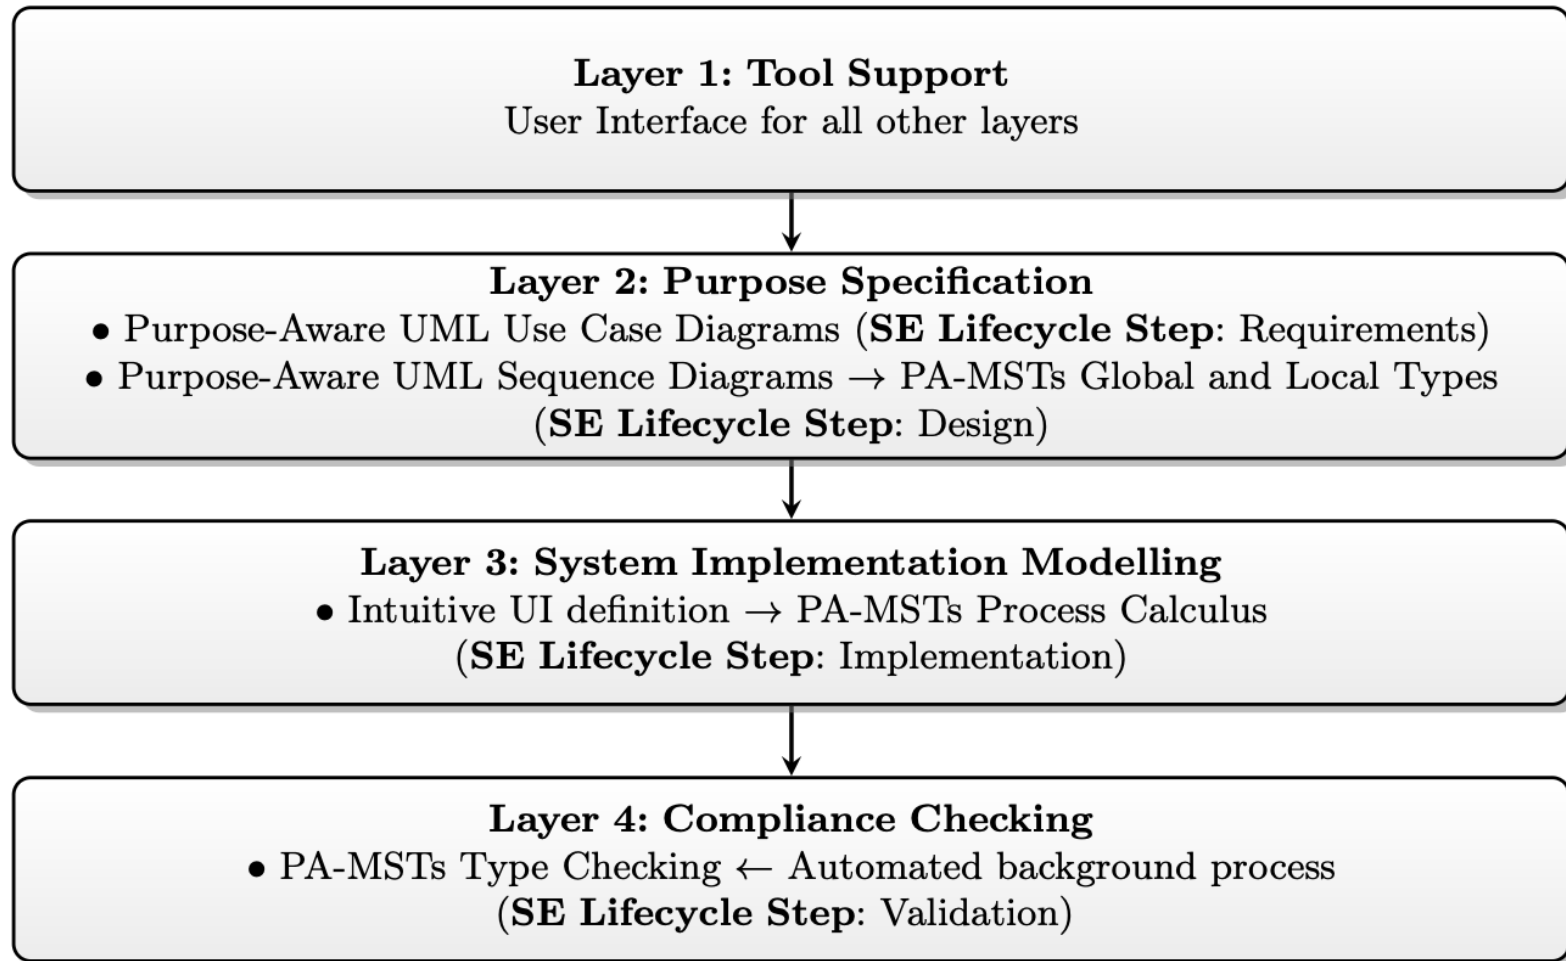 Layer 1: Tool Support
User Interface for all other layers
Layer 2: Purpose Specification
• Purpose-Aware UML Use Case Diagrams (SE Lifecycle Step: Requirements)
• Purpose-Aware UML Sequence Diagrams → PA-MSTs Global and Local Types
(SE Lifecycle Step: Design)
Layer 3: System Implementation Modelling
• Intuitive UI definition → PA-MSTs Process Calculus
(SE Lifecycle Step: Implementation)
Layer 4: Compliance Checking
• PA-MSTs Type Checking ← Automated background process
(SE Lifecycle Step: Validation)